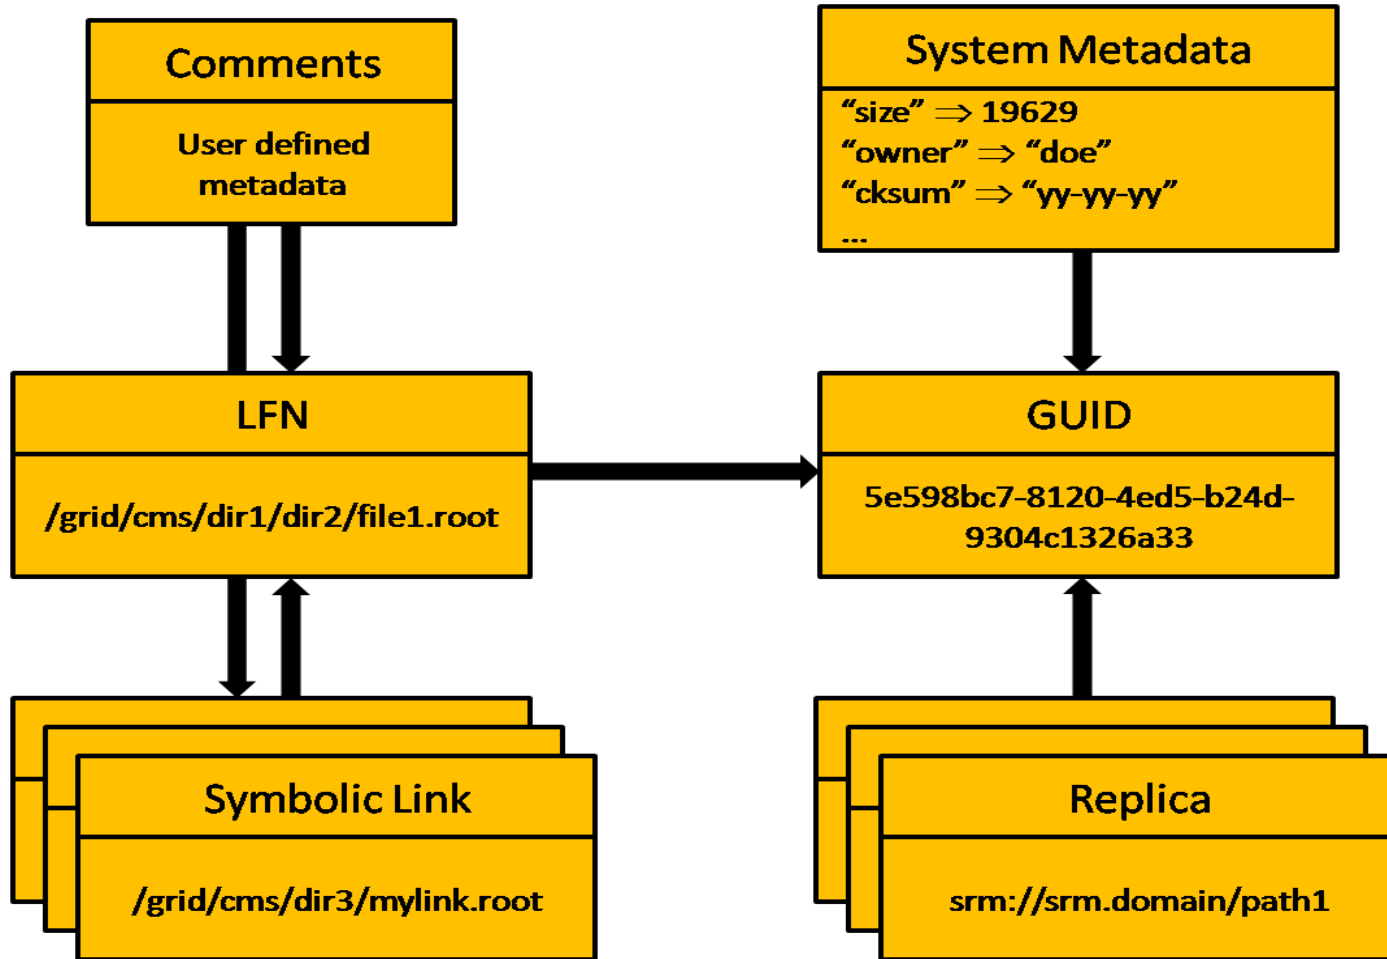 Comments
User defined
metadata
System Metadata
“size” ⇒ 19629
“owner” ⇒ “doe”
“cksum” ⇒ “yy-yy-yy”
...
LFN
/grid/cms/dir1/dir2/file1.root
GUID
5e598bc7-8120-4ed5-b24d-
9304c1326a33
Symbolic Link
/grid/cms/dir3/mylink.root
Replica
srm://srm.domain/path1